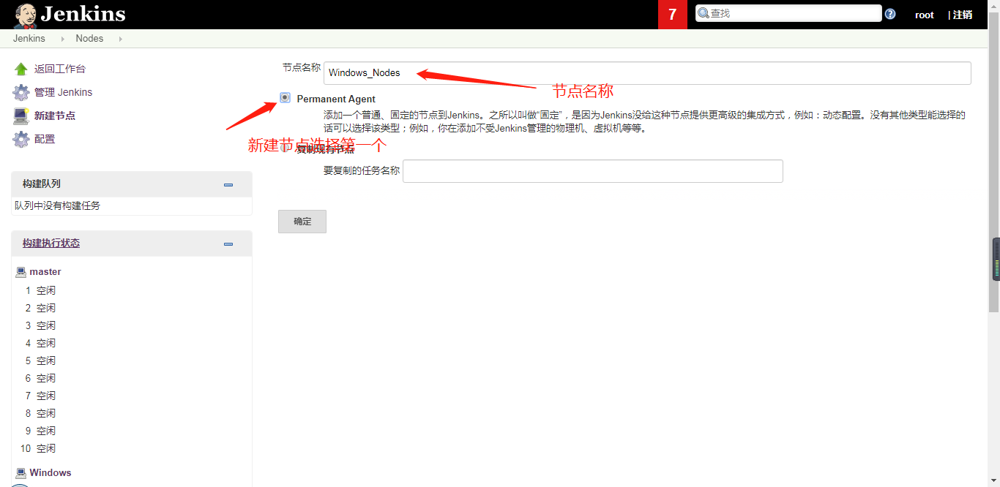 Jenkins
7
查找
root
| 注销
Jenkins
Nodes
返回工作台
管理 Jenkins
新建节点
配置
构建队列
队列中没有构建任务
构建执行状态
master
1 空闲
2 空闲
3 空闲
4 空闲
5 空闲
6 空闲
7 空闲
8 空闲
9 空闲
10 空闲
Windows
节点名称
Windows_Nodes
节点名称
Permanent Agent
添加一个普通、固定的节点到Jenkins。之所以叫做“固定”，是因为Jenkins没给这种节点提供更高级的集成方式，例如：动态配置。没有其他类型能选择的
话可以选择该类型；例如，你在添加不受Jenkins管理的物理机、虚拟机等等。
新建节点选择第一个
复制现有节点
要复制的任务名称
确定